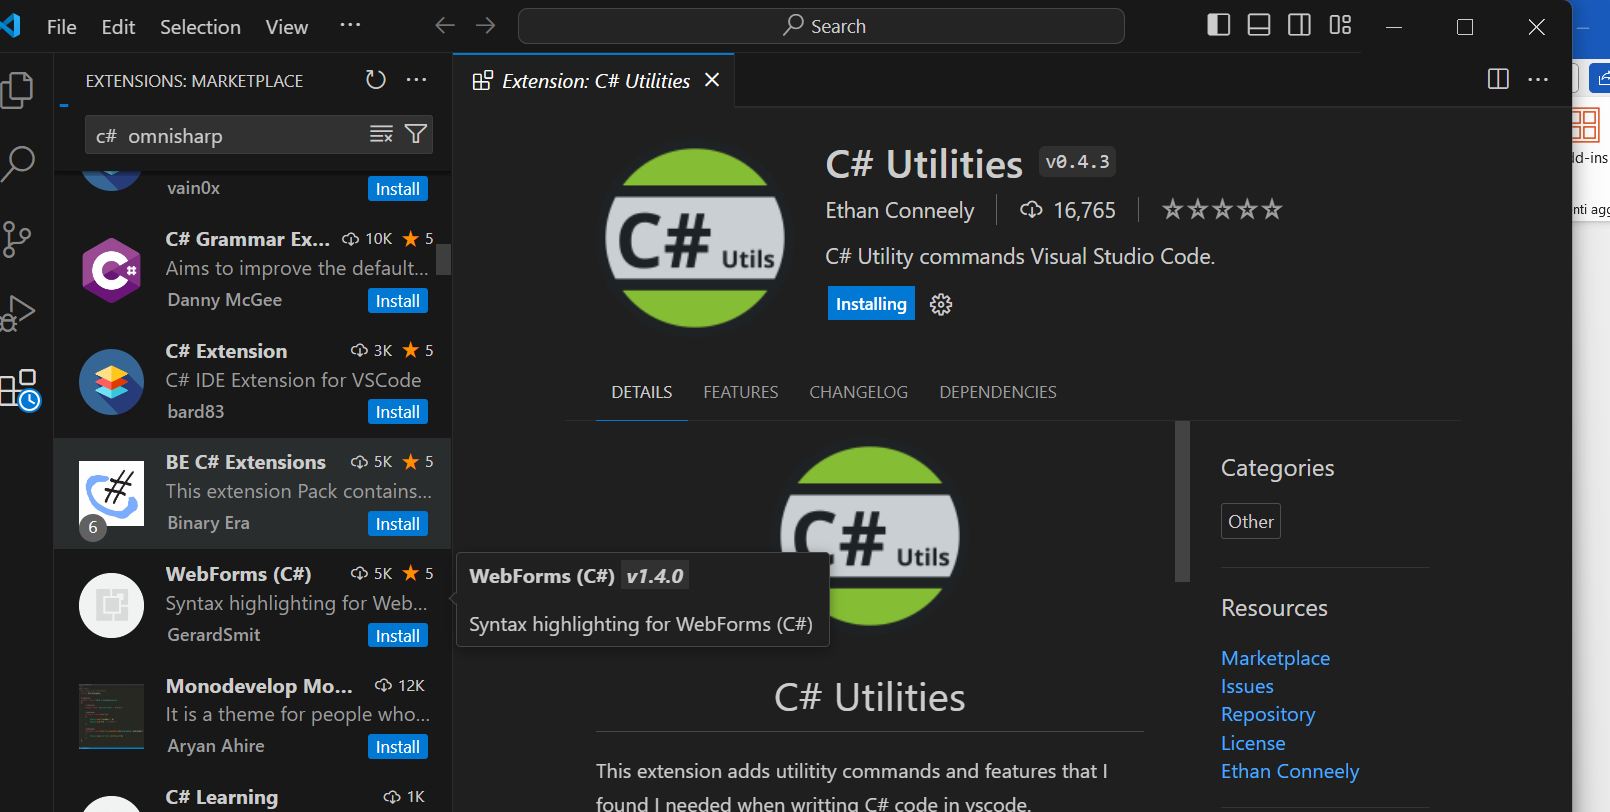 File Edit Selection View ···
Search
EXTENSIONS: MARKETPLACE
c# omnisharp
vain0x
Install
C# Grammar Ex... 10K 5
Aims to improve the default...
Danny McGee
Install
C# Extension 3K 5
C# IDE Extension for VSCode
bard83
Install
BE C# Extensions 5K 5
This extension Pack contains...
6
Binary Era
Install
WebForms (C#) 5K 5
Syntax highlighting for Web...
GerardSmit
Install
Monodevelop Mo... 12K
It is a theme for people who...
Aryan Ahire
Install
C# Learning 1K
Extension: C# Utilities
C# Utils
C# Utilities v0.4.3
Ethan Conneely 16,765
C# Utility commands Visual Studio Code.
Installing
DETAILS FEATURES CHANGELOG DEPENDENCIES
C# Utils
WebForms (C#) v1.4.0
Syntax highlighting for WebForms (C#)
C# Utilities
This extension adds utilitity commands and features that I
found I needed when writting C# code in vscode.
Categories
Other
Resources
Marketplace
Issues
Repository
License
Ethan Conneely
dd-ins
nti agg